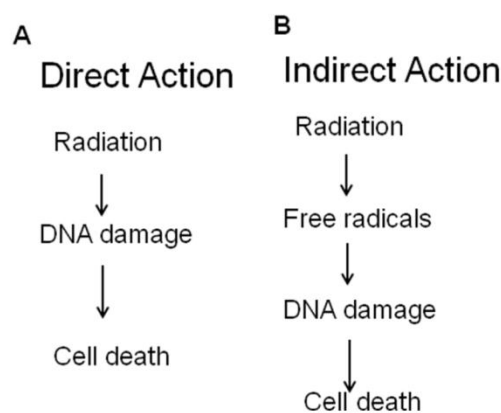 A
Direct Action
Radiation
DNA damage
Cell death
B
Indirect Action
Radiation
Free radicals
DNA damage
Cell death